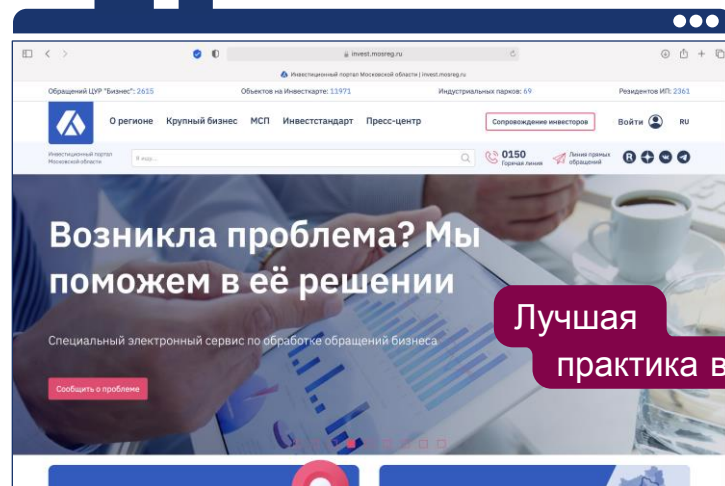 invest.mosreg.ru
Инвестиционный портал Московской области | invest.mosreg.ru
Обращений ЦУР "Бизнес": 2615
Объектов на Инвесткарте: 11971
Индустриальных парков: 69
Резидентов ИП: 2361
О регионе Крупный бизнес МСП Инвестстандарт Пресс-центр
Сопровождение инвесторов
Войти
RU
Инвестиционный портал
Московской области
Я ищу...
0150
Горячая линия
Линия прямых
обращений
Возникла проблема? Мы
поможем в её решении
Специальный электронный сервис по обработке обращений бизнеса
Сообщить о проблеме
Лучшая
практика в